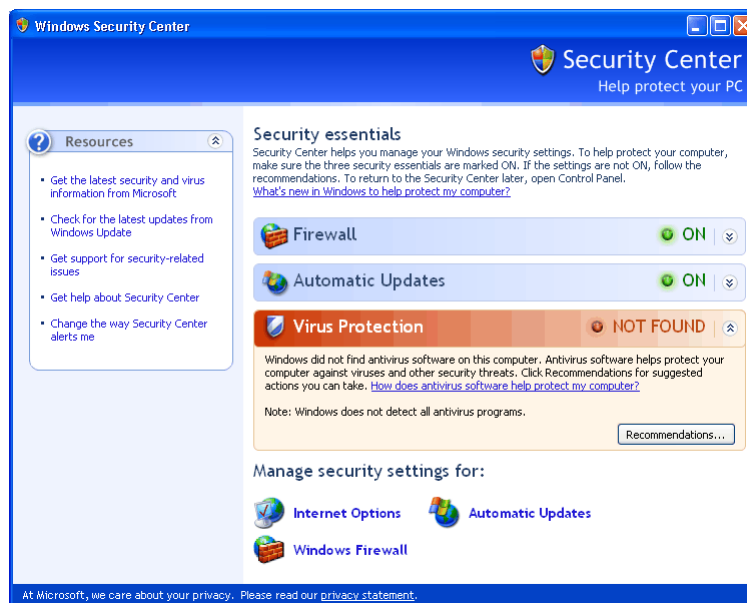 Windows Security Center
Security Center
Help protect your PC
Resources
Get the latest security and virus
information from Microsoft
Check for the latest updates from
Windows Update
Get support for security-related
issues
Get help about Security Center
Change the way Security Center
alerts me
Security essentials
Security Center helps you manage your Windows security settings. To help protect your computer,
make sure the three security essentials are marked ON. If the settings are not ON, follow the
recommendations. To return to the Security Center later, open Control Panel.
What's new in Windows to help protect my computer?
Firewall ON
Automatic Updates ON
Virus Protection NOT FOUND
Windows did not find antivirus software on this computer. Antivirus software helps protect your
computer against viruses and other security threats. Click Recommendations for suggested
actions you can take. How does antivirus software help protect my computer?
Note: Windows does not detect all antivirus programs.
Recommendations...
Manage security settings for:
Internet Options Automatic Updates
Windows Firewall
At Microsoft, we care about your privacy. Please read our privacy statement.